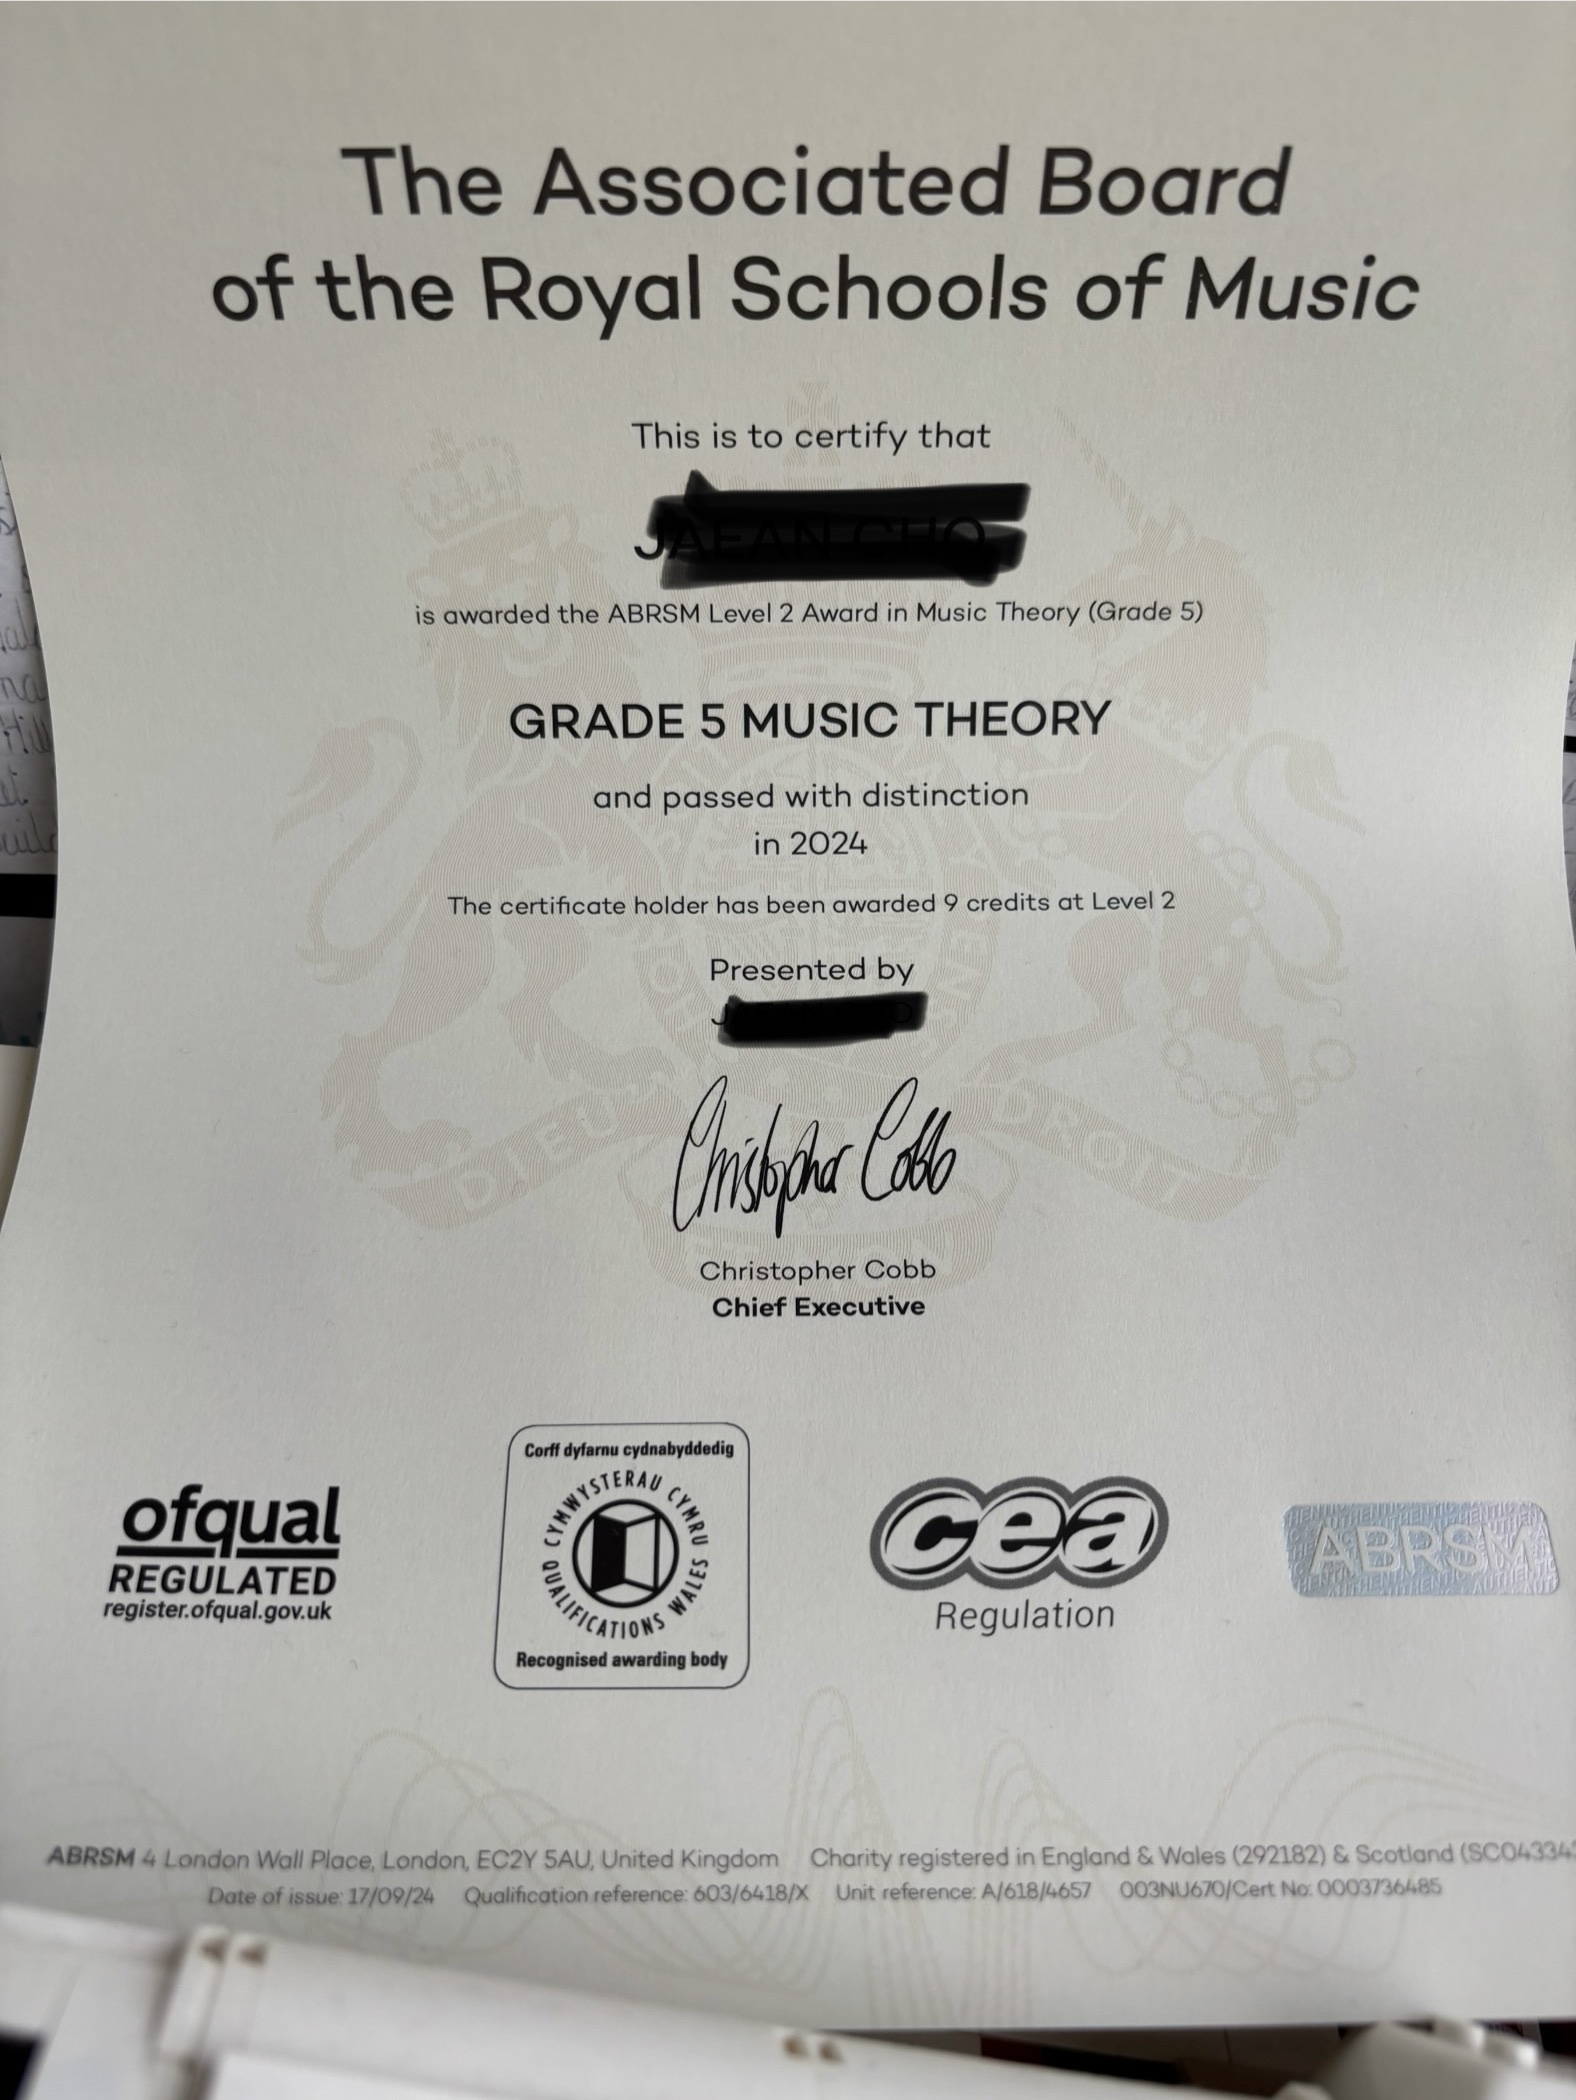 The Associated Board
of the Royal Schools of Music
This is to certify that
is awarded the ABRSM Level 2 Award in Music Theory (Grade 5)
GRADE 5 MUSIC THEORY
and passed with distinction
in 2024
The certificate holder has been awarded 9 credits at Level 2
Presented by
Christopher Cobb
Christopher Cobb
Chief Executive
ofqual
REGULATED
register.ofqual.gov.uk
Corff dyfarnu cydnabyddedig
CYMWYSTERAU CYMRU
QUALIFICATIONS WALES
Recognised awarding body
cea
Regulation
ABRSM
DIEU DROIT
ABRSM 4 London Wall Place, London, EC2Y 5AU, United Kingdom Charity registered in England & Wales (292182) & Scotland (SCO4334
Date of issue: 17/09/24 Qualification reference: 603/6418/X Unit reference: A/618/4657 003NU670/Cert No: 0003736485